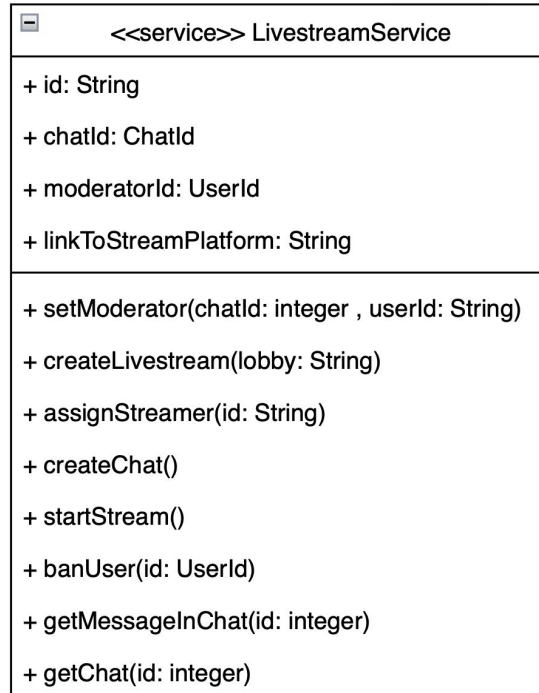 <<service>> LivestreamService
+ id: String
+ chatId: ChatId
+ moderatorId: UserId
+ linkToStreamPlatform: String
+ setModerator(chatId: integer , userId: String)
+ createLivestream(lobby: String)
+ assignStreamer(id: String)
+ createChat()
+ startStream()
+ banUser(id: UserId)
+ getMessageInChat(id: integer)
+ getChat(id: integer)